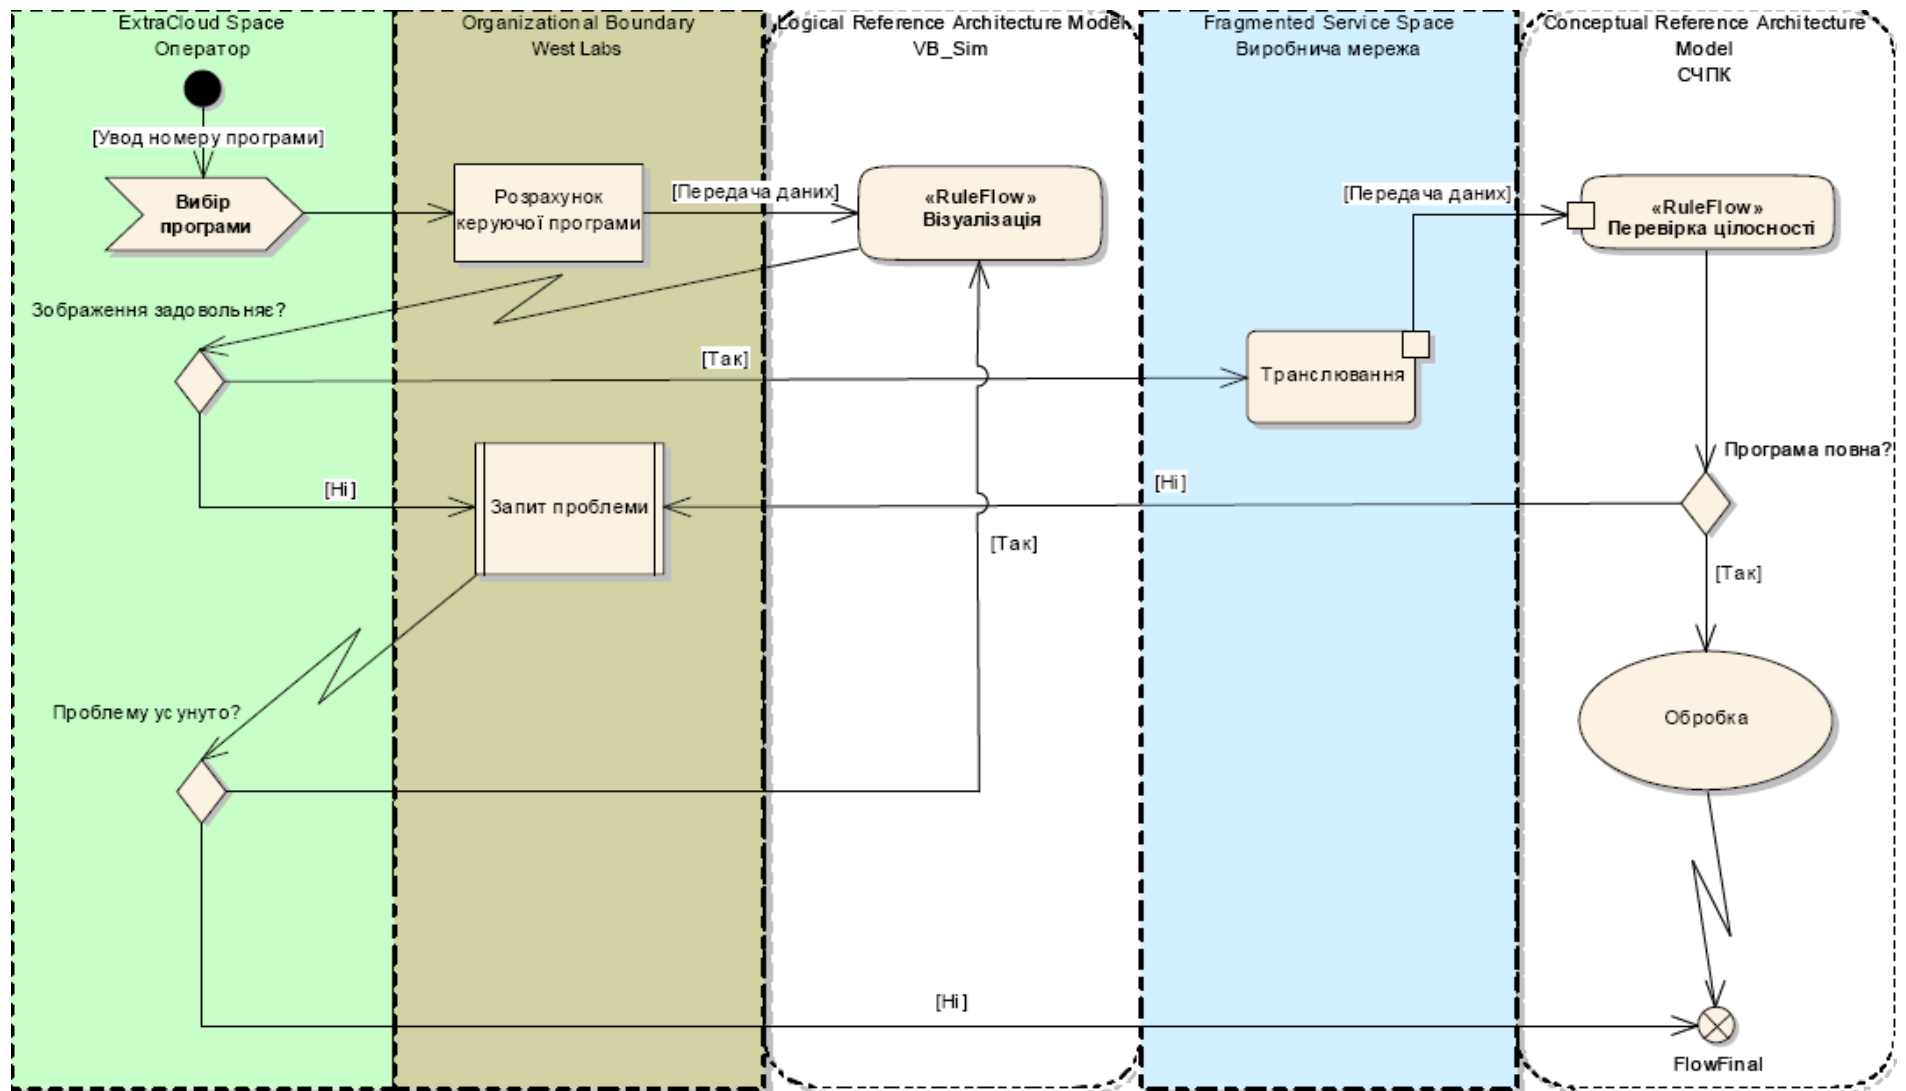 ExtraCloud Space
Оператор
Organizational Boundary
West Labs
Logical Reference Architecture Model
VB_Sim
Fragmented Service Space
Виробнича мережа
Conceptual Reference Architecture
Model
СЧПК
[Увод номеру програми]
Вибір
програми
Розрахунок
керуючої програми
[Передача даних]
«RuleFlow»
Візуалізація
[Передача даних]
«RuleFlow»
Перевірка цілосності
Зображення задовольняє?
[Так]
Транслювання
Програма повна?
[Ні]
Запит проблеми
[Ні]
[Так]
[Так]
Обробка
Проблему усунуто?
[Ні]
FlowFinal